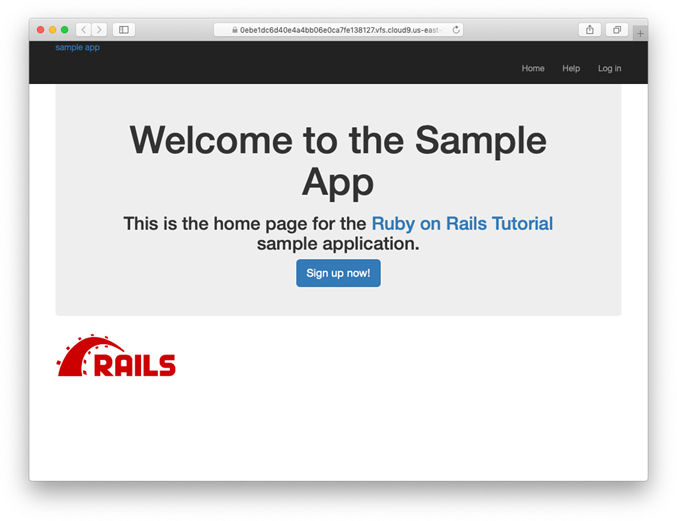 0ebe1dc6d40e4a4bb06e0ca7fe138127.vfs.cloud9.us-east
sample app
Home Help Log in
Welcome to the Sample
App
This is the home page for the Ruby on Rails Tutorial
sample application.
Sign up now!
RAILS